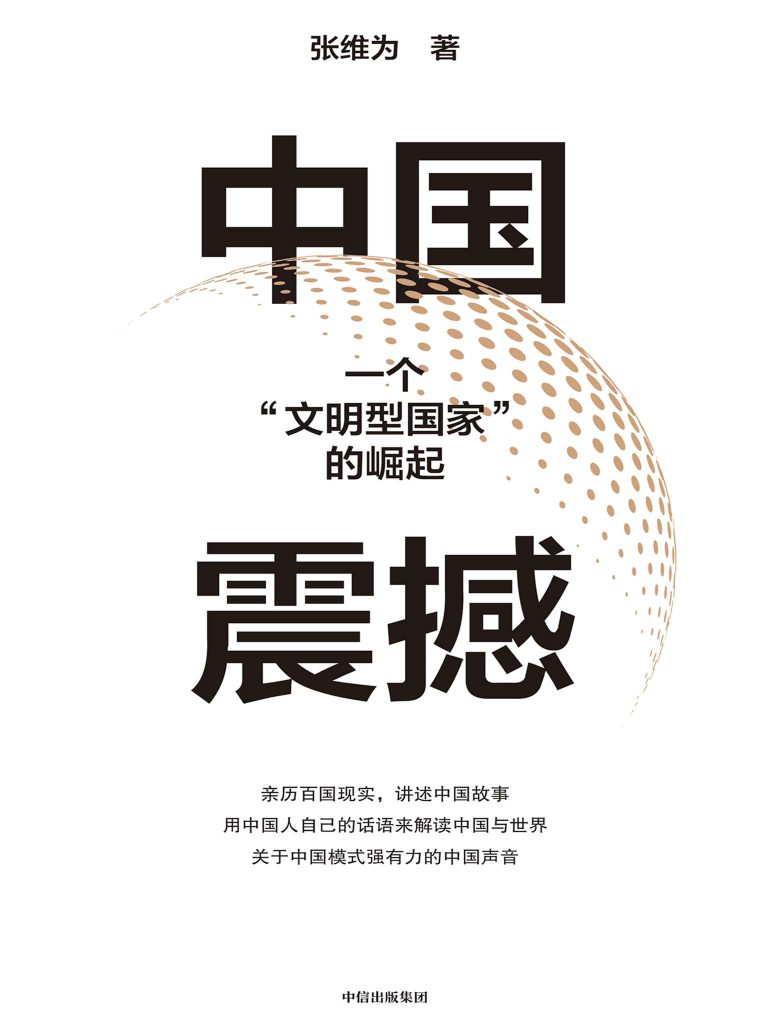 张维为 著
中国
一个
“文明型国家”
的崛起
震撼
亲历百国现实，讲述中国故事
用中国人自己的话语来解读中国与世界
关于中国模式强有力的中国声音
中信出版集团